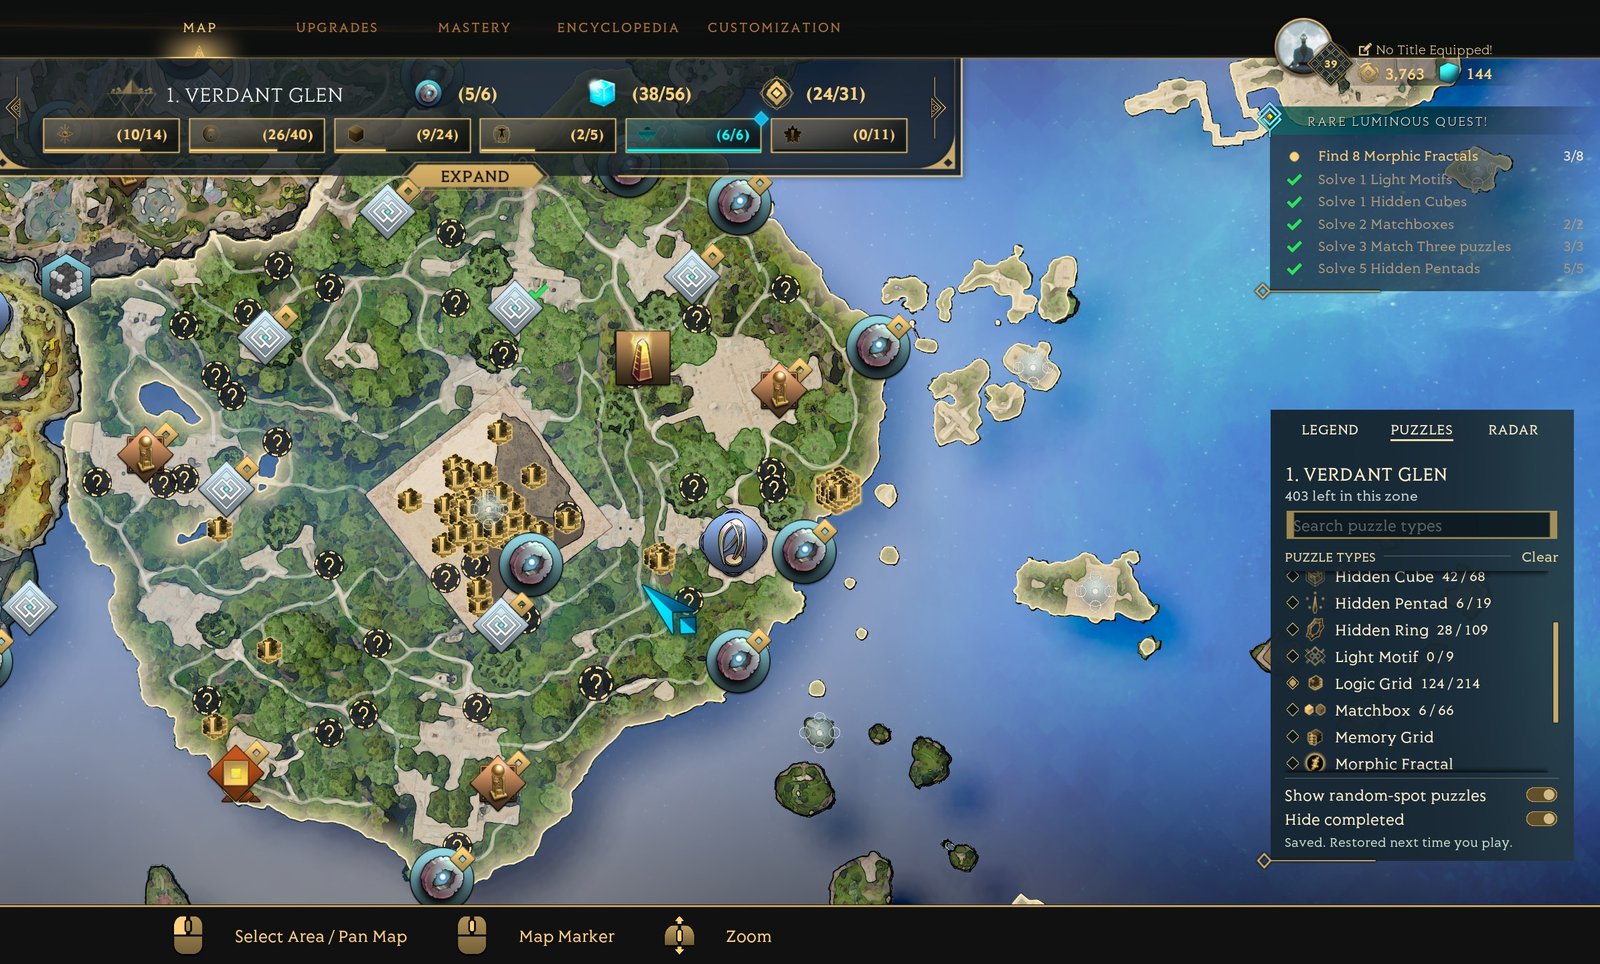 MAP
UPGRADES
MASTERY
ENCYCLOPEDIA
CUSTOMIZATION
39
No Title Equipped!
3,763
144
1. VERDANT GLEN
(5/6)
(38/56)
(24/31)
(10/14)
(26/40)
(9/24)
(2/5)
(6/6)
(0/11)
EXPAND
RARE LUMINOUS QUEST!
Find 8 Morphic Fractals 3/8
Solve 1 Light Motifs
Solve 1 Hidden Cubes
Solve 2 Matchboxes 2/2
Solve 3 Match Three puzzles 3/3
Solve 5 Hidden Pentads 5/5
LEGEND
PUZZLES
RADAR
1. VERDANT GLEN
403 left in this zone
Search puzzle types
PUZZLE TYPES Clear
Hidden Cube 42/68
Hidden Pentad 6/19
Hidden Ring 28/109
Light Motif 0/9
Logic Grid 124/214
Matchbox 6/66
Memory Grid
Morphic Fractal
Show random-spot puzzles
Hide completed
Saved. Restored next time you play.
Select Area / Pan Map
Map Marker
Zoom